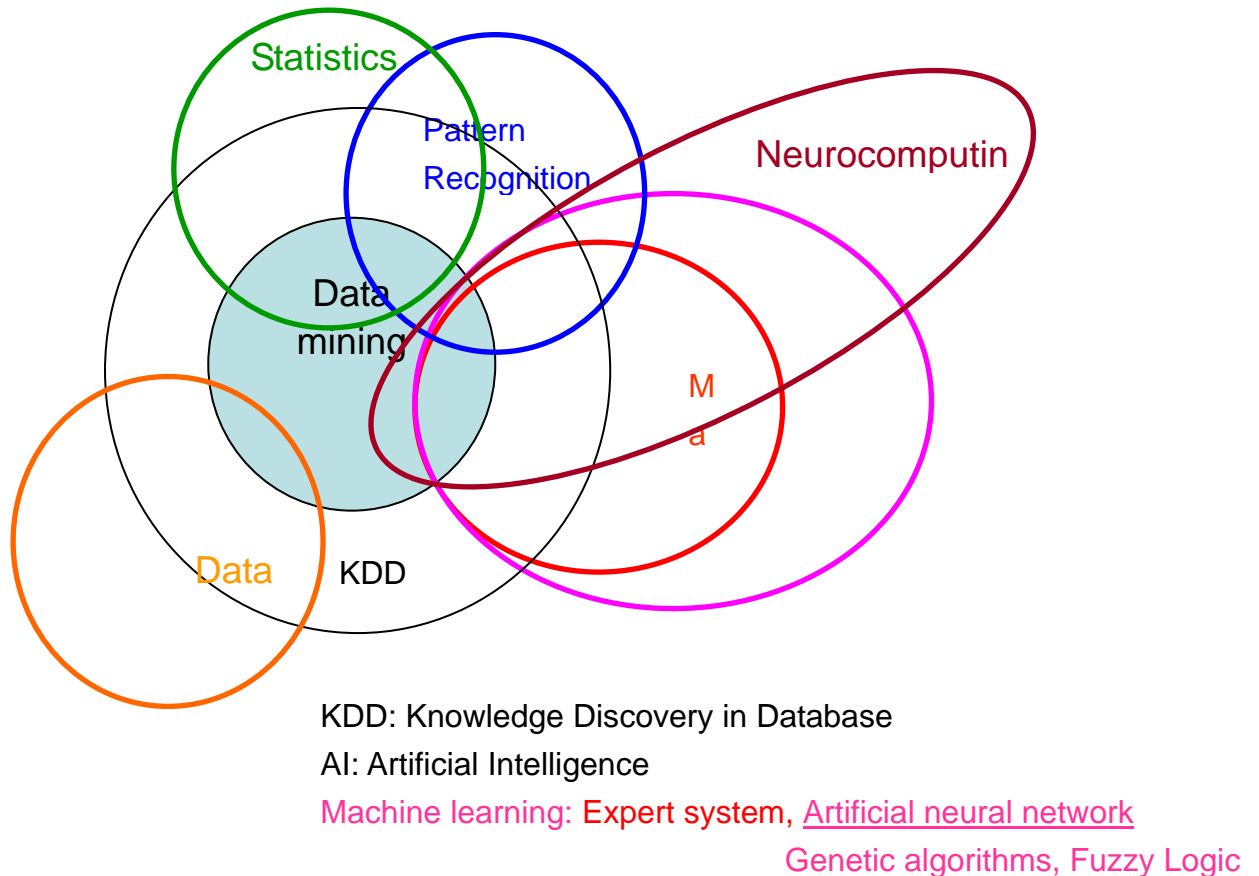 Statistics
Pattern
Recognition
Neurocomputin
Data
mining
M
a
Data
KDD
KDD: Knowledge Discovery in Database
AI: Artificial Intelligence
Machine learning: Expert system, Artificial neural network
Genetic algorithms, Fuzzy Logic